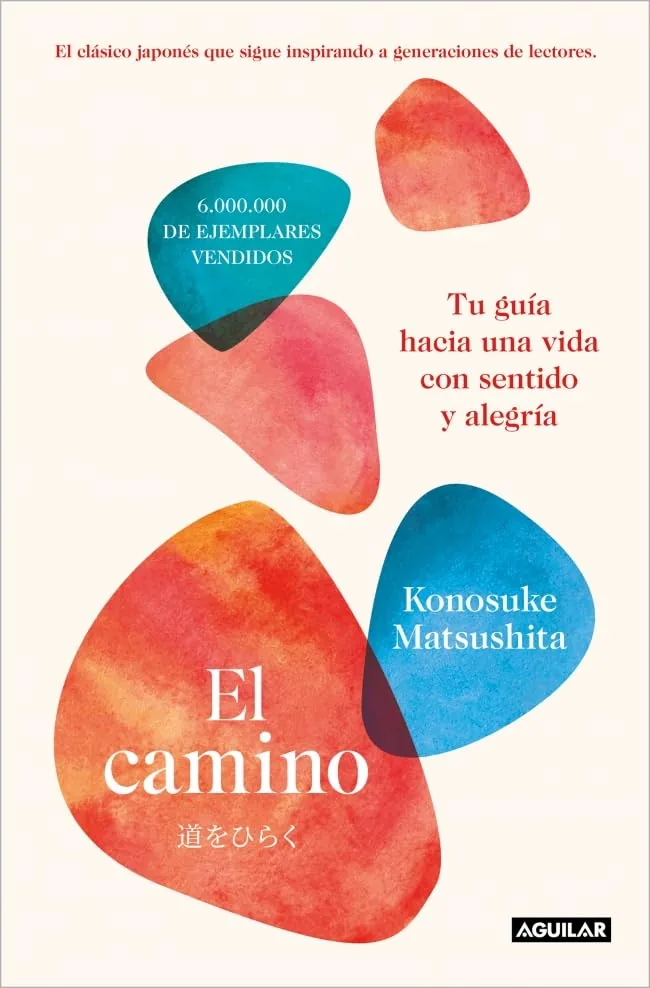 El clásico japonés que sigue inspirando a generaciones de lectores.
6.000.000
DE EJEMPLARES
VENDIDOS
Tu guía
hacia una vida
con sentido
y alegría
Konosuke
Matsushita
El
camino
道をひらく
AGUILAR